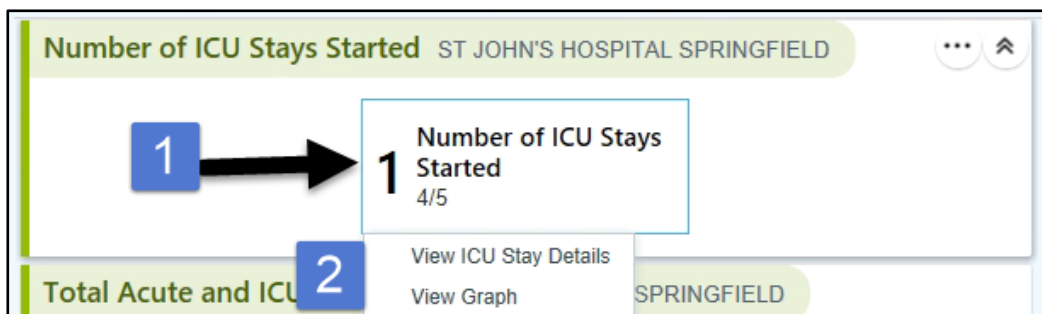 Number of ICU Stays Started ST JOHN'S HOSPITAL SPRINGFIELD
1
1
Number of ICU Stays
Started
4/5
2
View ICU Stay Details
View Graph
Total Acute and ICU
SPRINGFIELD